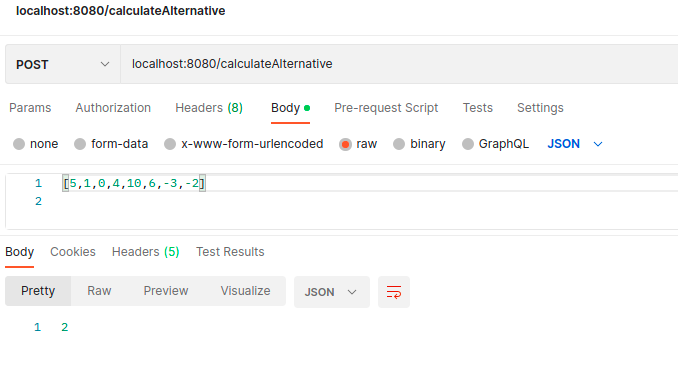 localhost:8080/calculateAlternative
POST localhost:8080/calculateAlternative
Params Authorization Headers (8) Body Pre-request Script Tests Settings
none form-data x-www-form-urlencoded raw binary GraphQL JSON
1 [5,1,0,4,10,6,-3,-2]
2
Body Cookies Headers (5) Test Results
Pretty Raw Preview Visualize JSON
1 2